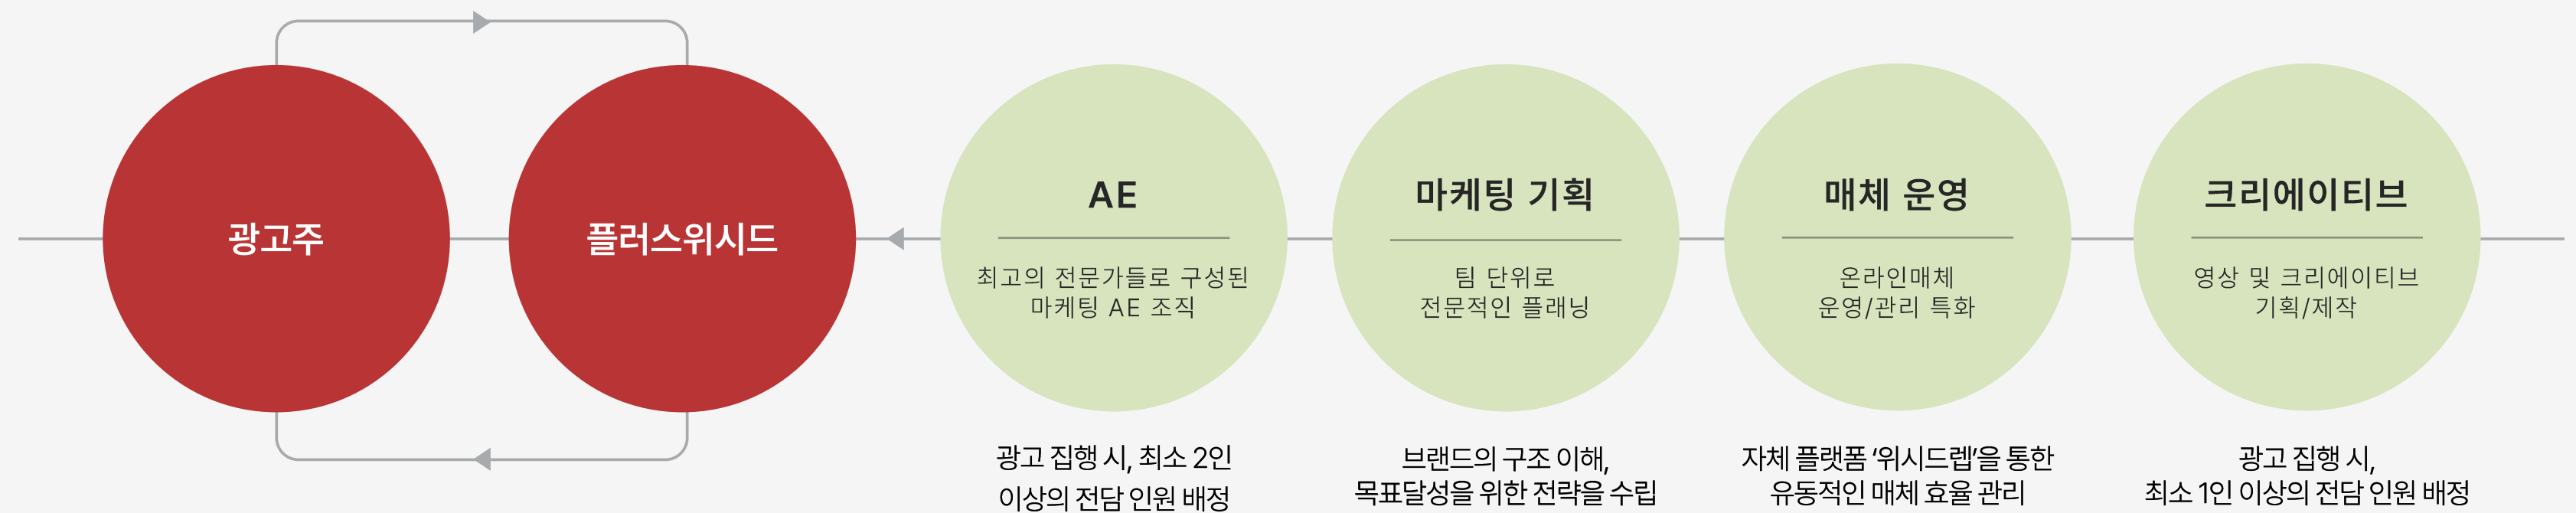 광고주
플러스위시드
AE
최고의 전문가들로 구성된
마케팅 AE 조직
광고 집행 시, 최소 2인
이상의 전담 인원 배정
마케팅 기획
팀 단위로
전문적인 플래닝
브랜드의 구조 이해,
목표달성을 위한 전략을 수립
매체 운영
온라인매체
운영/관리 특화
자체 플랫폼 ‘위시드렙’을 통한
유동적인 매체 효율 관리
크리에이티브
영상 및 크리에이티브
기획/제작
광고 집행 시,
최소 1인 이상의 전담 인원 배정